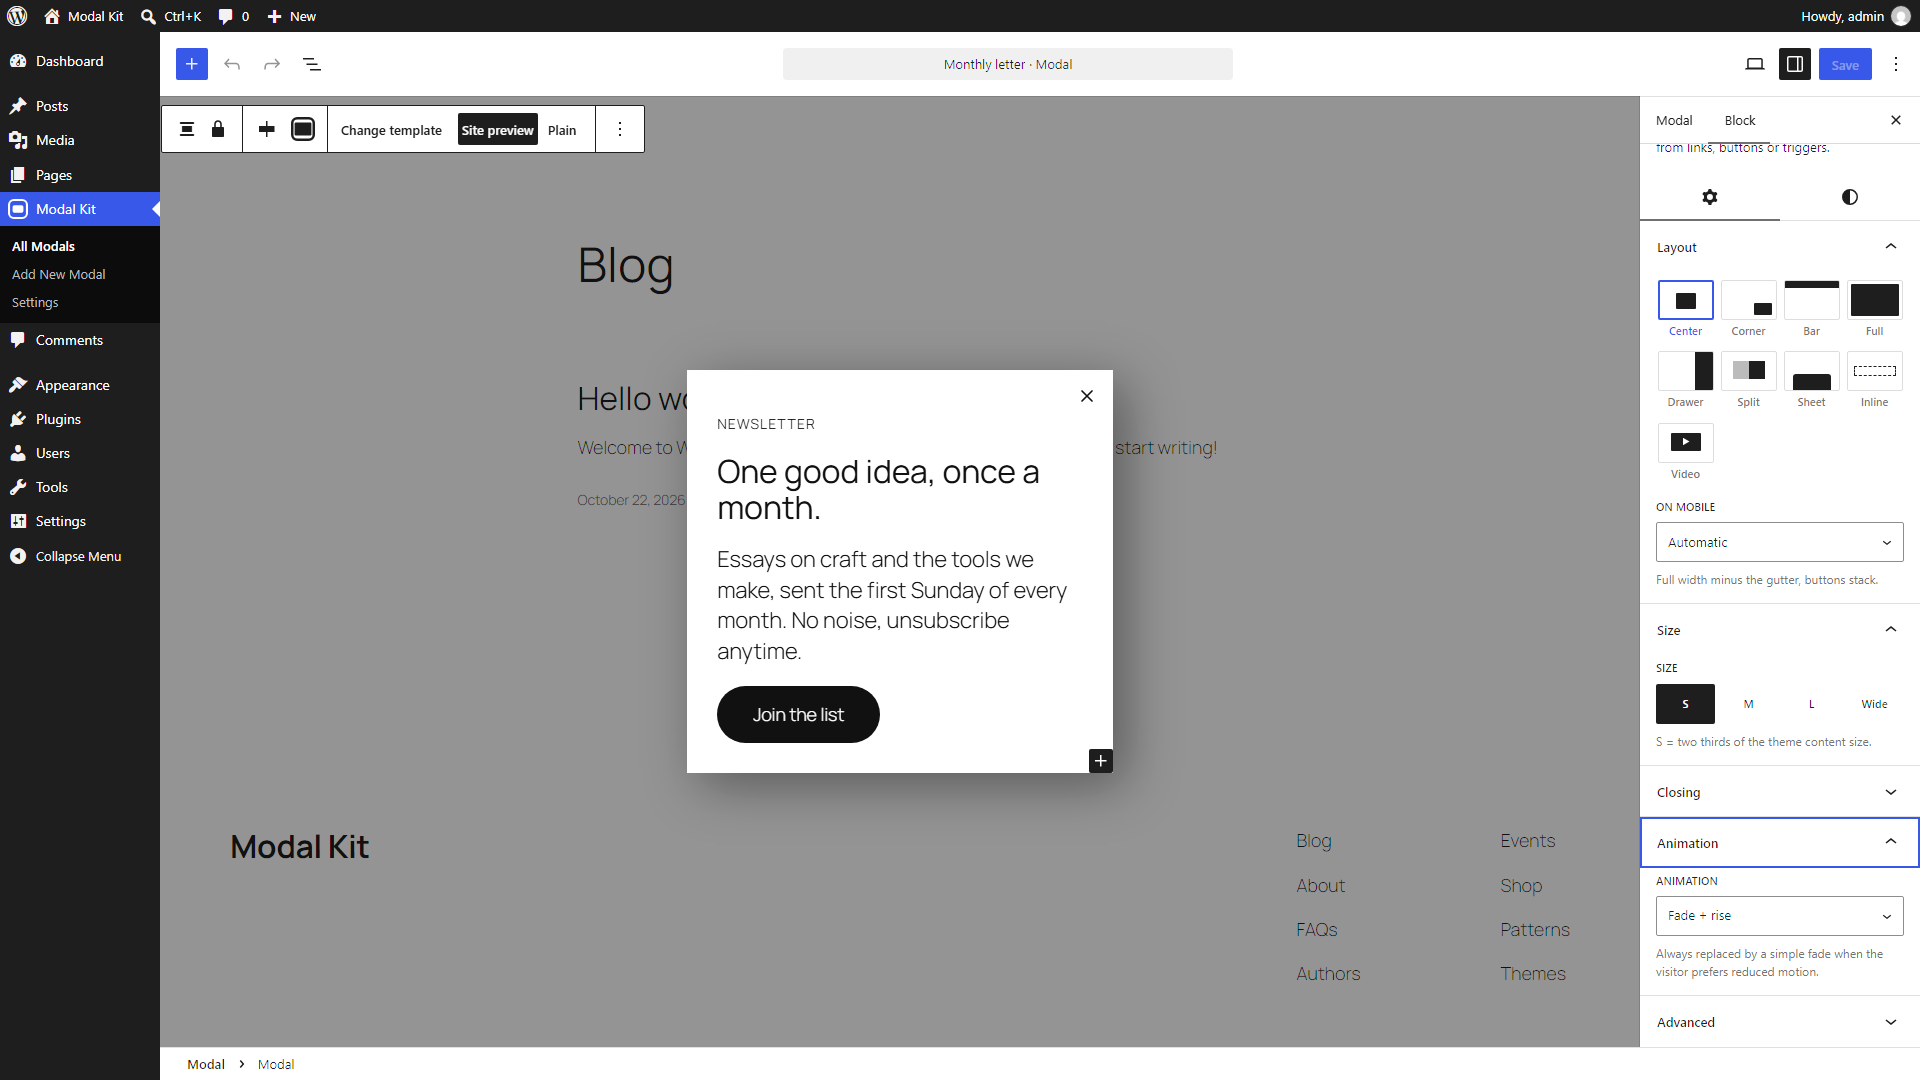 Modal Kit
Ctrl+K
0
New
Howdy, admin
Dashboard
Posts
Media
Pages
Modal Kit
All Modals
Add New Modal
Settings
Comments
Appearance
Plugins
Users
Tools
Settings
Collapse Menu
Monthly letter · Modal
Save
Change template
Site preview
Plain
Blog
Hello wo
Welcome to W
start writing!
October 22, 2026
NEWSLETTER
One good idea, once a
month.
Essays on craft and the tools we
make, sent the first Sunday of every
month. No noise, unsubscribe
anytime.
Join the list
Modal Kit
Blog
Events
About
Shop
FAQs
Patterns
Authors
Themes
Modal
Block
from links, buttons or triggers.
Layout
Center
Corner
Bar
Full
Drawer
Split
Sheet
Inline
Video
ON MOBILE
Automatic
Full width minus the gutter, buttons stack.
Size
SIZE
S
M
L
Wide
S = two thirds of the theme content size.
Closing
Animation
ANIMATION
Fade + rise
Always replaced by a simple fade when the
visitor prefers reduced motion.
Advanced
Modal
Modal